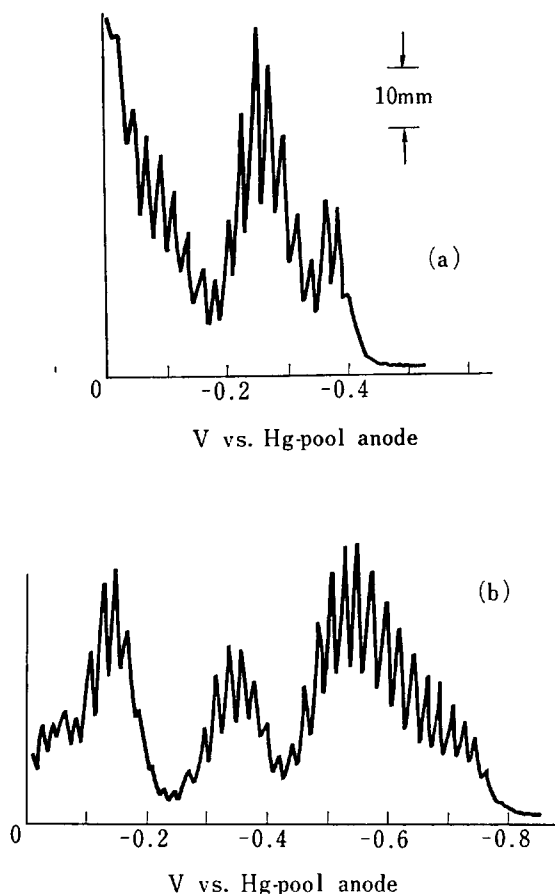 10mm
(a)
0 -0.2 -0.4
V vs. Hg-pool anode
(b)
0 -0.2 -0.4 -0.6 -0.8
V vs. Hg-pool anode